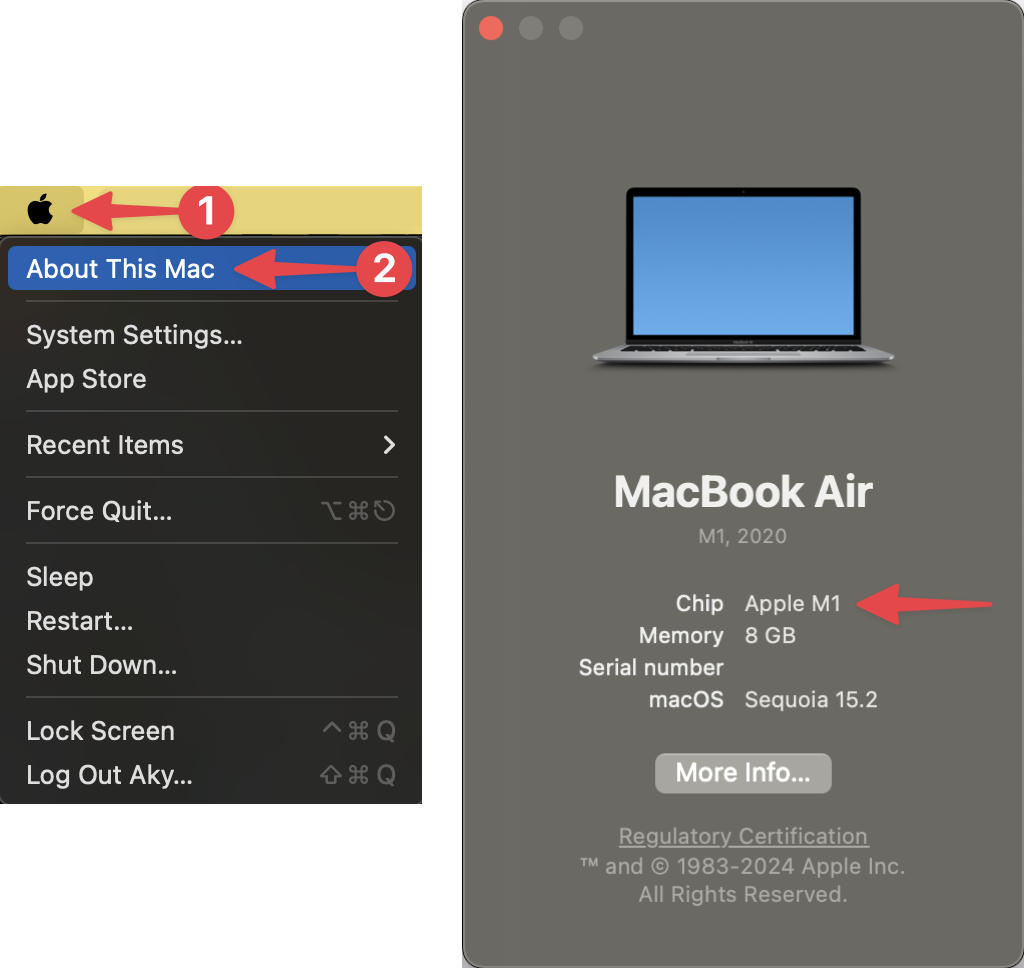 1
About This Mac 2
System Settings...
App Store
Recent Items
Force Quit... ⌥⌘⎋
Sleep
Restart...
Shut Down...
Lock Screen ^⌘Q
Log Out Aky... ⇧⌘Q
MacBook Air
M1, 2020
Chip Apple M1
Memory 8 GB
Serial number
macOS Sequoia 15.2
More Info...
Regulatory Certification
™ and © 1983-2024 Apple Inc.
All Rights Reserved.